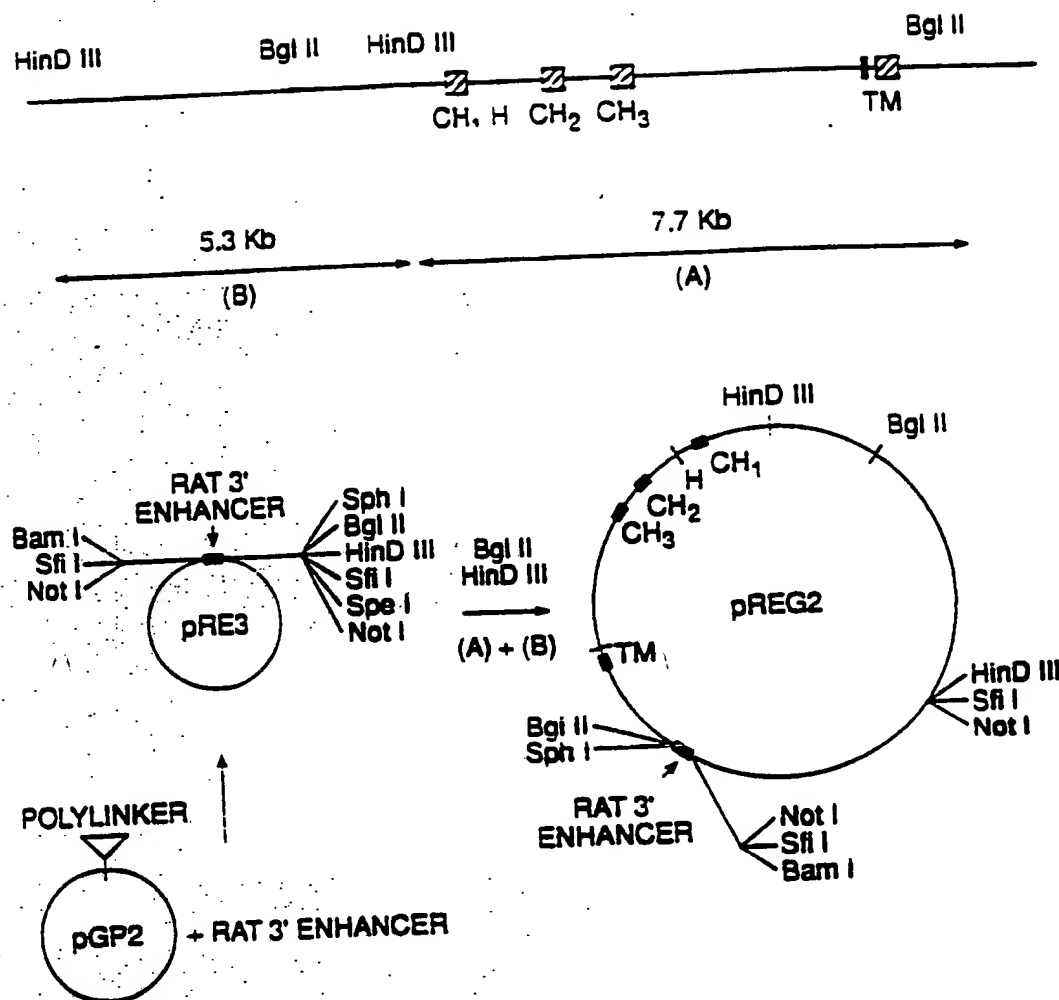 HinD III
Bgl II
HinD III
Bgl II
CH₁ H CH₂ CH₃
TM
5.3 Kb
(B)
7.7 Kb
(A)
RAT 3'
ENHANCER
Bam I
Sfi I
Not I
Sph I
Bgl II
HinD III
Sfi I
Spe I
Not I
pRE3
Bgl II
HinD III
(A) + (B)
HinD III
Bgl II
CH₁
H
CH₂
CH₃
pREG2
TM
HinD III
Sfi I
Not I
Bgl II
Sph I
RAT 3'
ENHANCER
Not I
Sfi I
Bam I
POLYLINKER
pGP2
+ RAT 3' ENHANCER